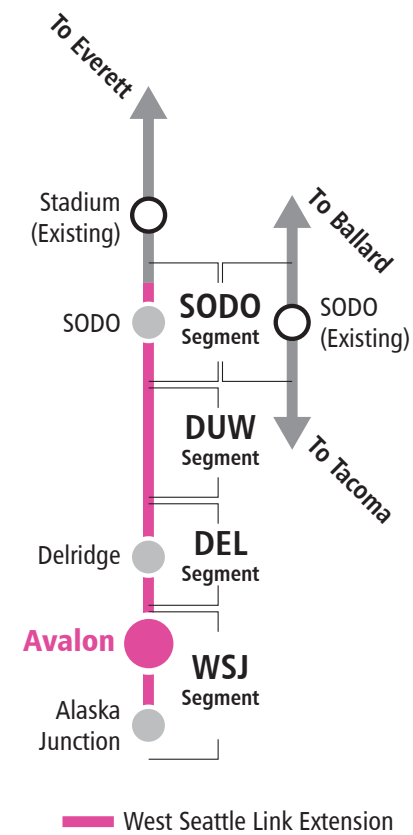 To Everett
Stadium
(Existing)
To Ballard
SODO
SODO
Segment
SODO
(Existing)
DUW
Segment
To Tacoma
Delridge
DEL
Segment
Avalon
WSJ
Segment
Alaska
Junction
West Seattle Link Extension